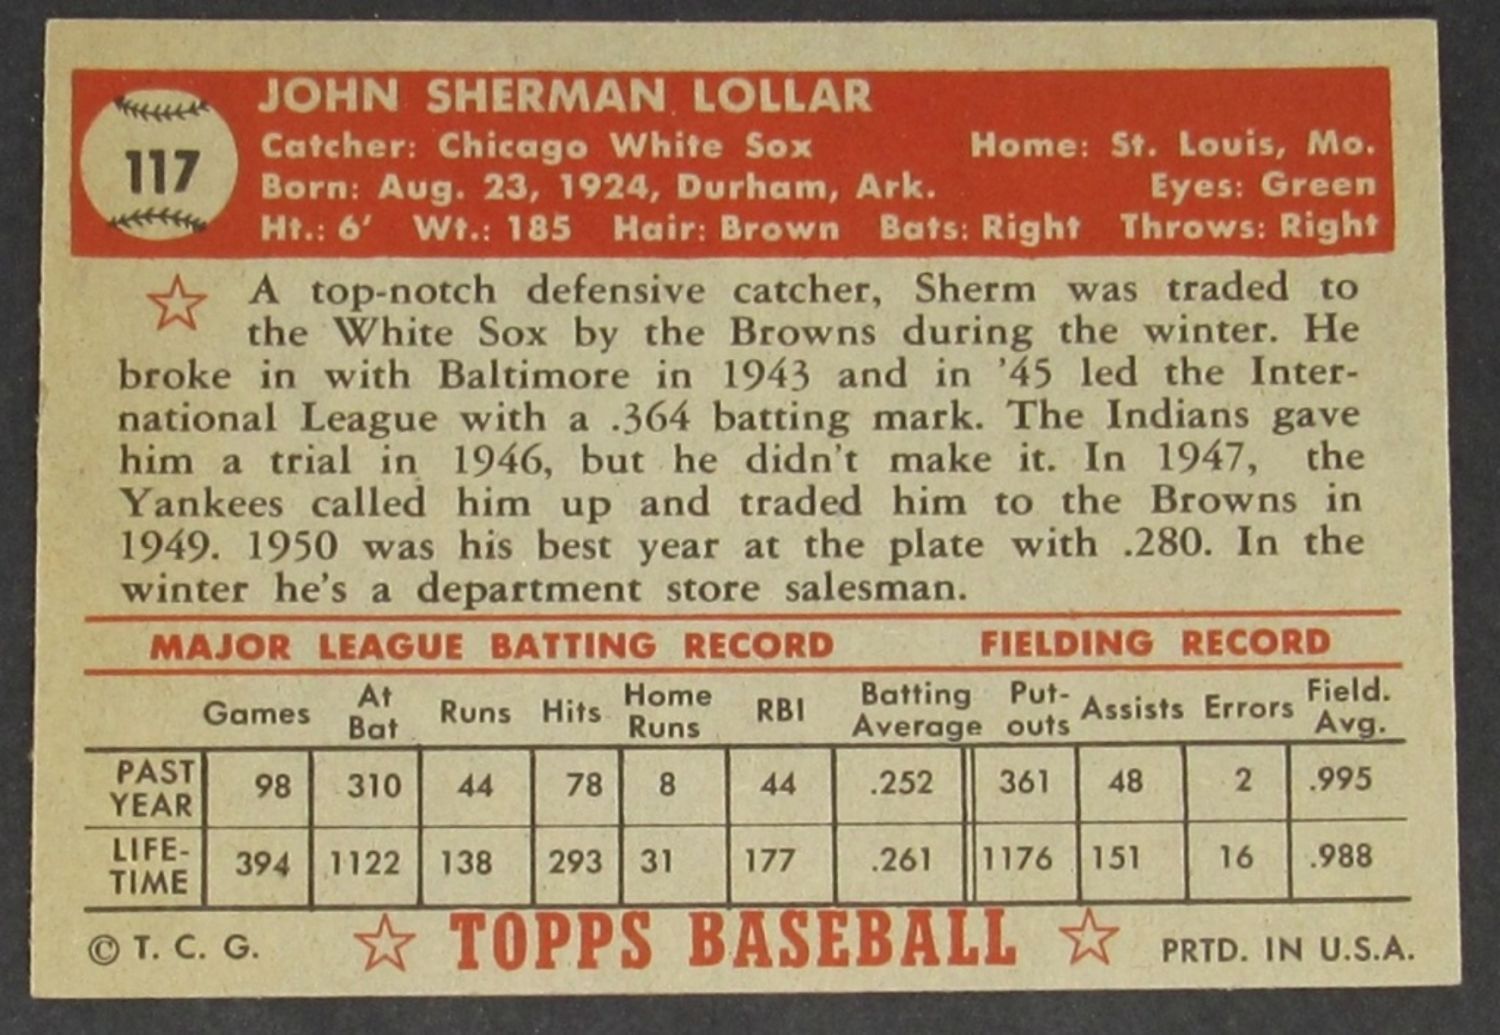 117
JOHN SHERMAN LOLLAR
Catcher: Chicago White Sox Home: St. Louis, Mo.
Born: Aug. 23, 1924, Durham, Ark. Eyes: Green
Ht.: 6' Wt.: 185 Hair: Brown Bats: Right Throws: Right
A top-notch defensive catcher, Sherm was traded to
the White Sox by the Browns during the winter. He
broke in with Baltimore in 1943 and in '45 led the Inter-
national League with a .364 batting mark. The Indians gave
him a trial in 1946, but he didn't make it. In 1947, the
Yankees called him up and traded him to the Browns in
1949. 1950 was his best year at the plate with .280. In the
winter he's a department store salesman.
MAJOR LEAGUE BATTING RECORD FIELDING RECORD
Games At Bat Runs Hits Home Runs RBI Batting Average Put-outs Assists Errors Field. Avg.
PAST YEAR 98 310 44 78 8 44 .252 361 48 2 .995
LIFE-TIME 394 1122 138 293 31 177 .261 1176 151 16 .988
© T. C. G. TOPPS BASEBALL PRTD. IN U.S.A.